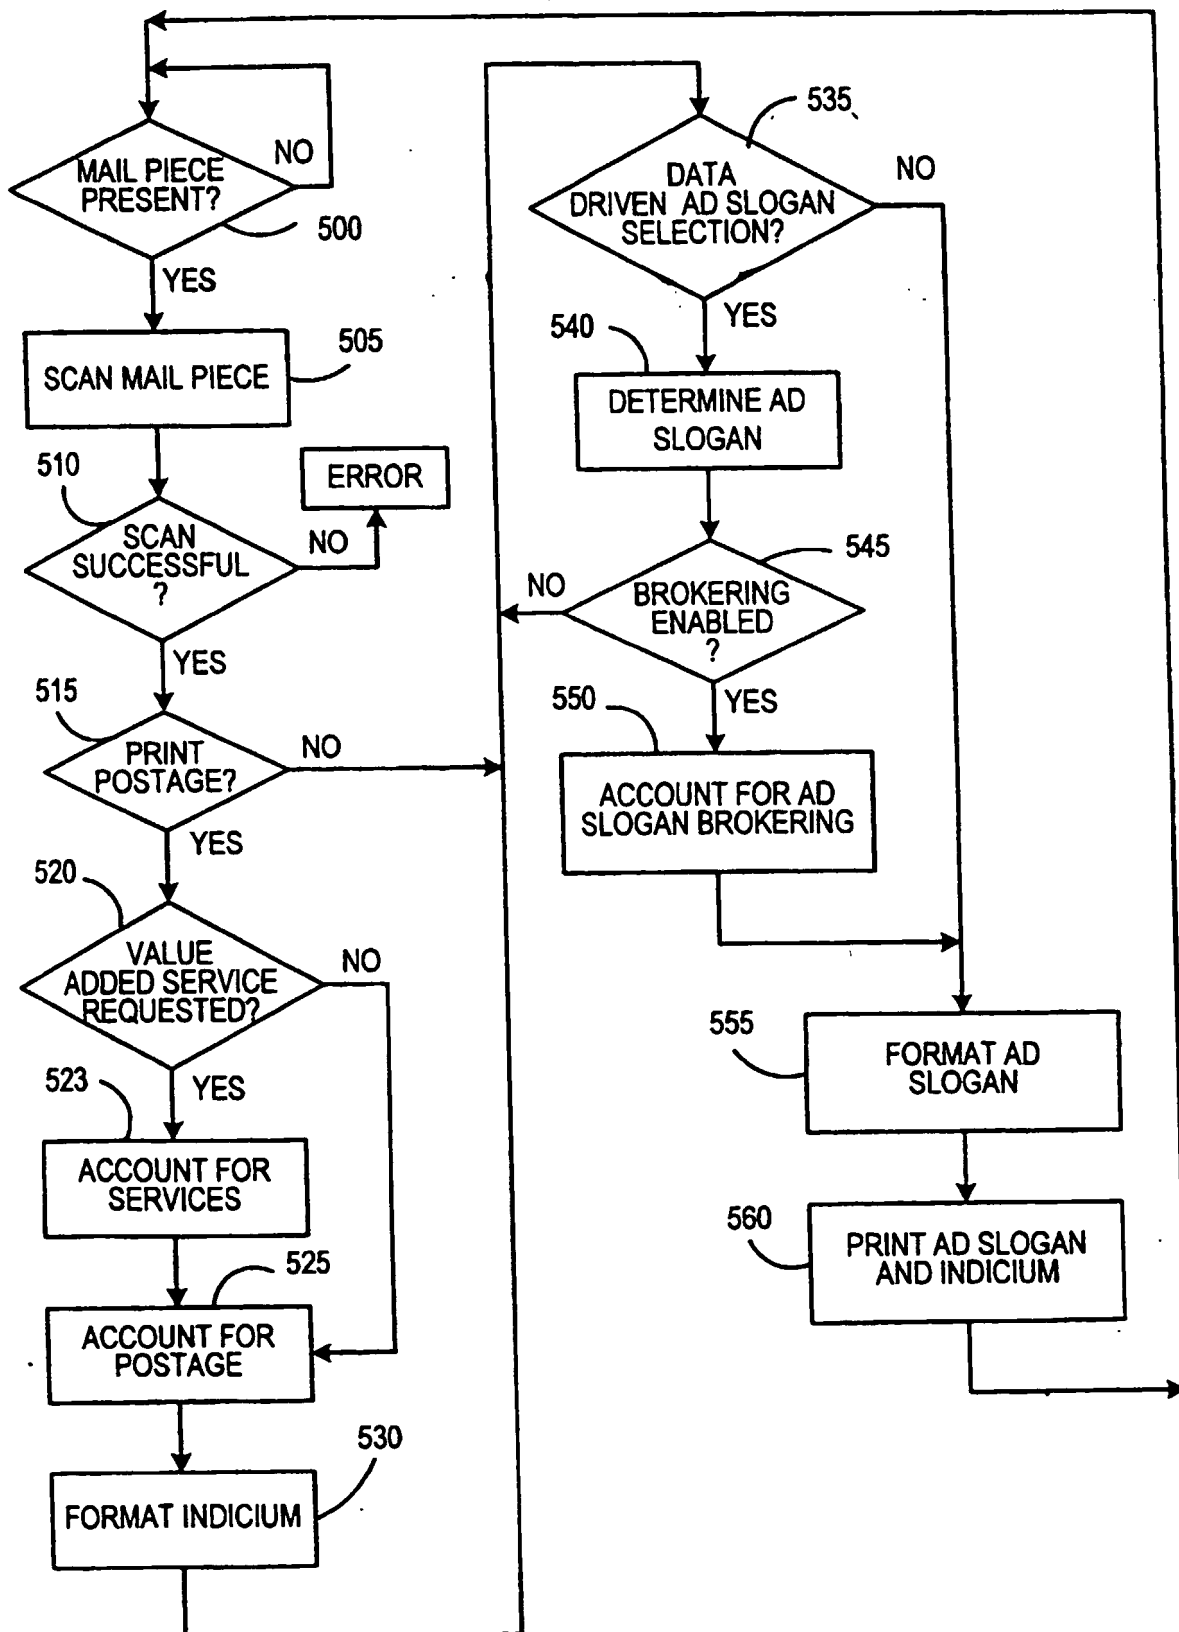 MAIL PIECE
PRESENT?
NO
500
YES
SCAN MAIL PIECE
505
510
ERROR
SCAN
SUCCESSFUL
?
NO
YES
515
PRINT
POSTAGE?
NO
YES
520
VALUE
ADDED SERVICE
REQUESTED?
NO
YES
523
ACCOUNT FOR
SERVICES
525
ACCOUNT FOR
POSTAGE
530
FORMAT INDICIUM
535
DATA
DRIVEN AD SLOGAN
SELECTION?
NO
YES
540
DETERMINE AD
SLOGAN
545
BROKERING
ENABLED
?
NO
YES
550
ACCOUNT FOR AD
SLOGAN BROKERING
555
FORMAT AD
SLOGAN
560
PRINT AD SLOGAN
AND INDICIUM